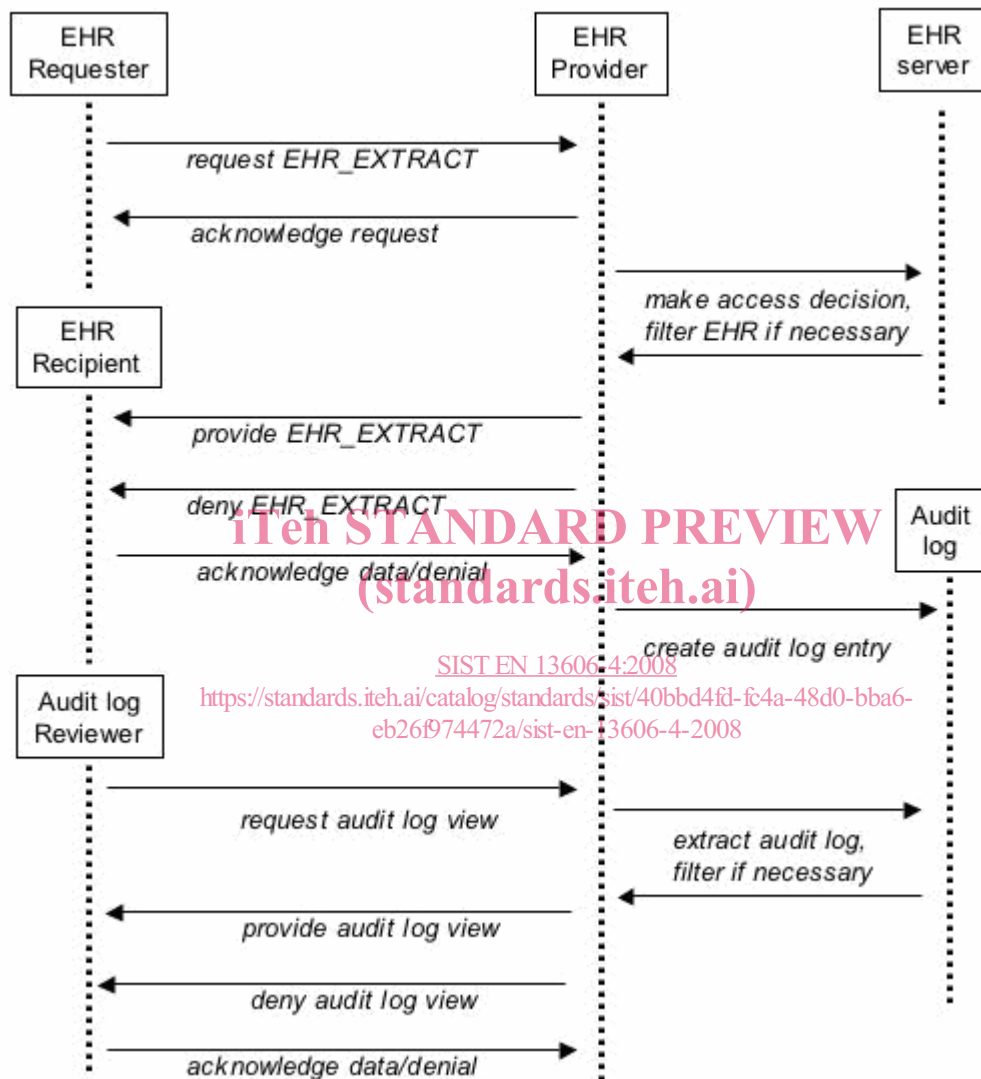 EHR
Requester
EHR
Provider
EHR
server
request EHR_EXTRACT
acknowledge request
make access decision,
filter EHR if necessary
EHR
Recipient
provide EHR_EXTRACT
deny EHR_EXTRACT
iTeh STANDARD PREVIEW
Audit
log
acknowledge data/denial
(standards.iteh.ai)
create audit log entry
SIST EN 13606-4:2008
https://standards.iteh.ai/catalog/standards/sist/40bbd4fd-fc4a-48d0-bba6-
eb26f974472a/sist-en-13606-4-2008
Audit log
Reviewer
request audit log view
extract audit log,
filter if necessary
provide audit log view
deny audit log view
acknowledge data/denial